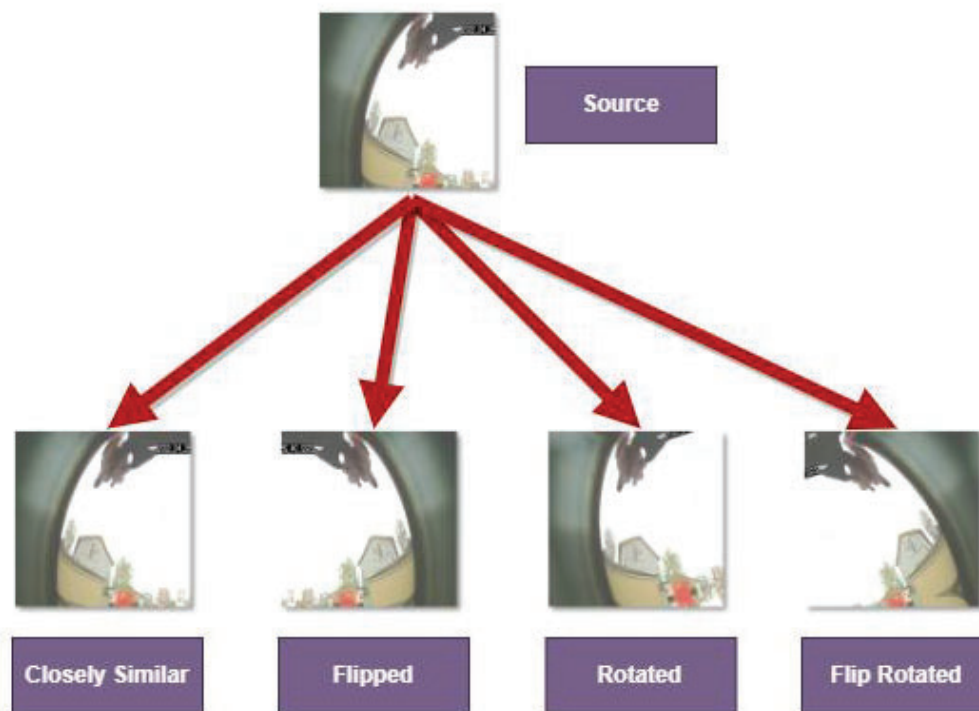 Source
Closely Similar
Flipped
Rotated
Flip Rotated